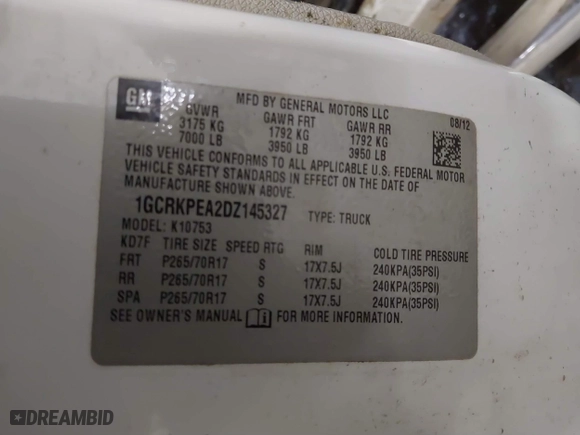 GM
MFD BY GENERAL MOTORS LLC
08/12
GVWR GAWR FRT GAWR RR
3175 KG 1792 KG 1792 KG
7000 LB 3950 LB 3950 LB
THIS VEHICLE CONFORMS TO ALL APPLICABLE U.S. FEDERAL MOTOR
VEHICLE SAFETY STANDARDS IN EFFECT ON THE DATE OF
MANUFACTURE SHOWN ABOVE.
1GCRKPEA2DZ145327 TYPE: TRUCK
MODEL: K10753
KD7F TIRE SIZE SPEED RTG RIM COLD TIRE PRESSURE
FRT P265/70R17 S 17X7.5J 240KPA(35PSI)
RR P265/70R17 S 17X7.5J 240KPA(35PSI)
SPA P265/70R17 S 17X7.5J 240KPA(35PSI)
SEE OWNER'S MANUAL FOR MORE INFORMATION.
DREAMBID